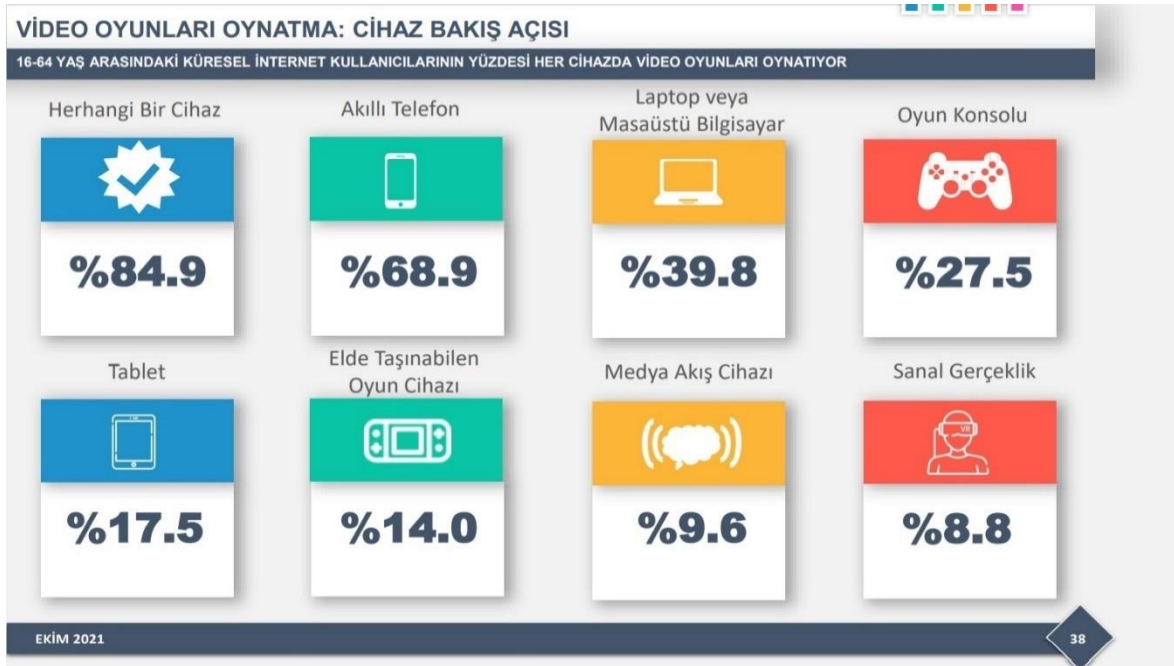 VİDEO OYUNLARI OYNATMA: CİHAZ BAKIŞ AÇISI
16-64 YAŞ ARASINDAKİ KÜRESEL İNTERNET KULLANICILARININ YÜZDESİ HER CİHAZDA VİDEO OYUNLARI OYNATIYOR
Herhangi Bir Cihaz
%84.9
Akıllı Telefon
%68.9
Laptop veya
Masaüstü Bilgisayar
%39.8
Oyun Konsolu
%27.5
Tablet
%17.5
Elde Taşınabilen
Oyun Cihazı
%14.0
Medya Akış Cihazı
%9.6
Sanal Gerçeklik
VR
%8.8
EKİM 2021
38